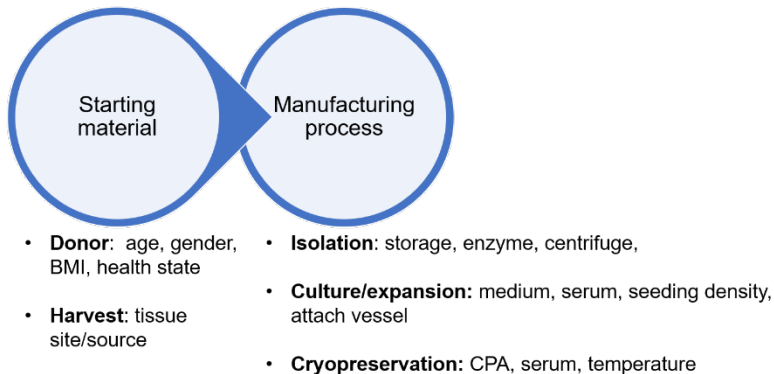 Starting
material
Manufacturing
process
• Donor:  age, gender,
BMI, health state
• Harvest: tissue
site/source
• Isolation: storage, enzyme, centrifuge,
• Culture/expansion: medium, serum, seeding density,
attach vessel
• Cryopreservation: CPA, serum, temperature